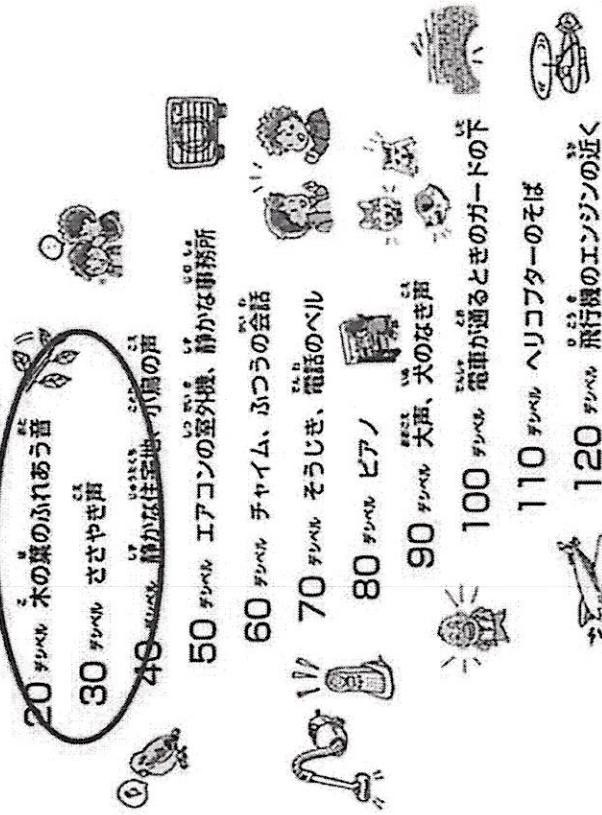 20 デシベル 木の葉のふれあう音
30 デシベル ささやき声
40 デシベル 静かな住宅地、小鳥の声
50 デシベル エアコンの室外機、静かな事務所
60 デシベル チャイム、ふつうの会話
70 デシベル そうじき、電話のベル
80 デシベル ピアノ
90 デシベル 大声、犬のなき声
100 デシベル 電車が通るときのガードの下
110 デシベル ヘリコプターのそば
120 デシベル 飛行機のエンジンの近く